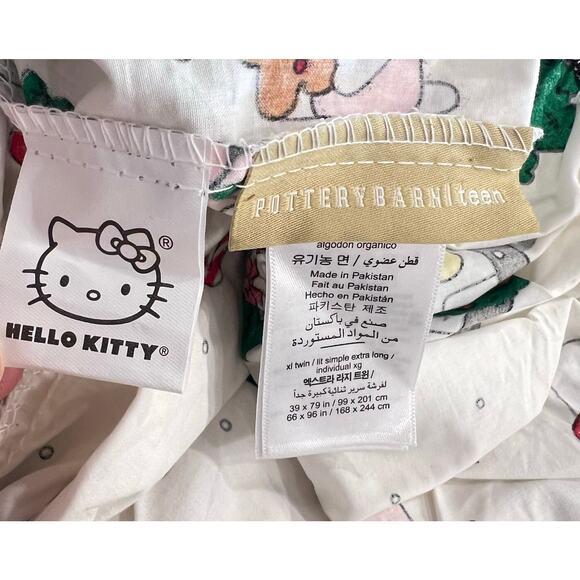 ®
HELLO KITTY®
POTTERY BARN / teen
algodón orgánico
유기농 면 / قطن عضوي
Made in Pakistan
Fait au Pakistan
Hecho en Pakistán
파키스탄 제조
صنع في باكستان
من المواد المستوردة
xl twin / lit simple extra long /
individual xg
엑스트라 라지 트윈 /
لفرشة سرير ثنائية كبيرة جداً
39 x 79 in / 99 x 201 cm
66 x 96 in / 168 x 244 cm